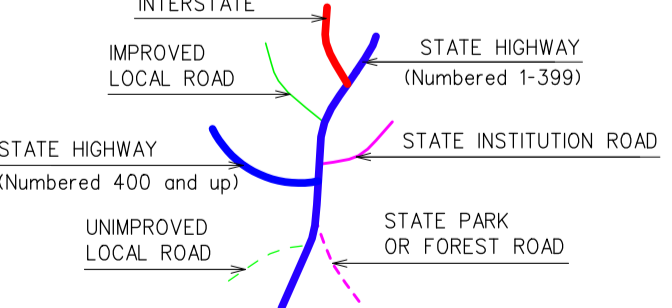 INTERSTATE
IMPROVED
LOCAL ROAD
STATE HIGHWAY
(Numbered 1-399)
STATE HIGHWAY
(Numbered 400 and up)
STATE INSTITUTION ROAD
UNIMPROVED
LOCAL ROAD
STATE PARK
OR FOREST ROAD